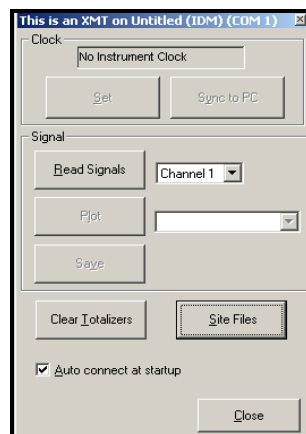 This is an XMT on Untitled (IDM) (COM 1)
Clock
No Instrument Clock
Set
Sync to PC
Signal
Read Signals
Channel 1
Plot
Save
Clear Totalizers
Site Files
Auto connect at startup
Close